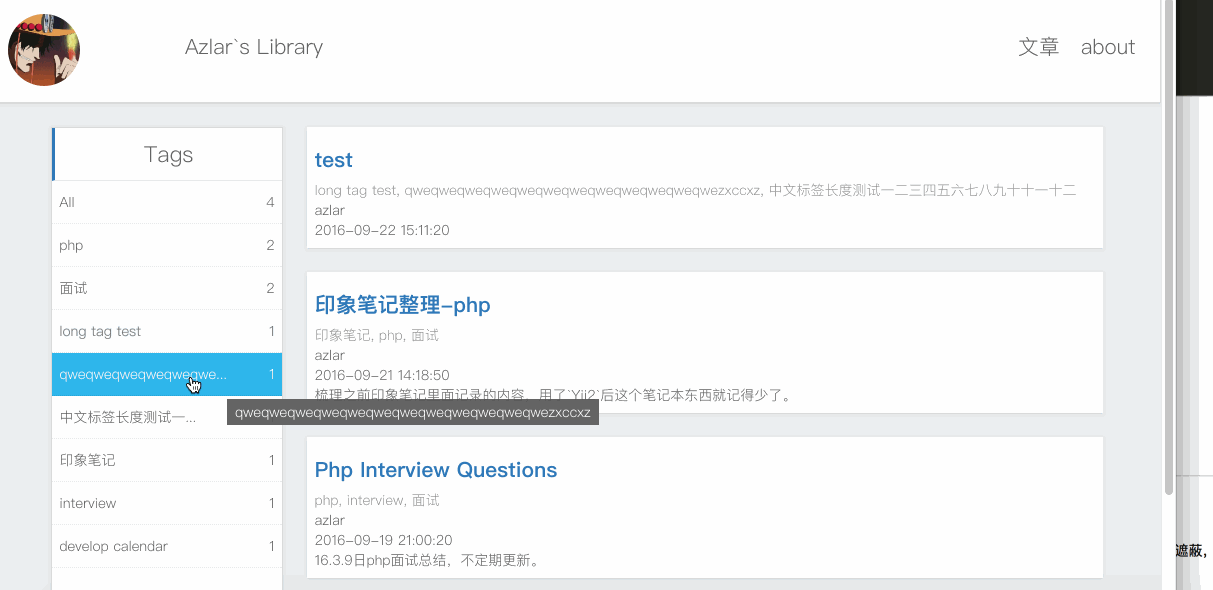 Azlar`s Library
文章 about
Tags
All 4
php 2
面试 2
long tag test 1
qweqweqweqweqweqwe... 1
中文标签长度测试一...
印象笔记 1
interview 1
develop calendar 1
qweqweqweqweqweqweqweqweqweqweqwezxccxz
test
long tag test, qweqweqweqweqweqweqweqweqweqweqwezxccxz, 中文标签长度测试一二三四五六七八九十十一十二
azlar
2016-09-22 15:11:20
印象笔记整理-php
印象笔记, php, 面试
azlar
2016-09-21 14:18:50
梳理之前印象笔记里面记录的内容，用了`Yii2`后这个笔记本东西就记得少了。
Php Interview Questions
php, interview, 面试
azlar
2016-09-19 21:00:20
16.3.9日php面试总结，不定期更新。
遮蔽,